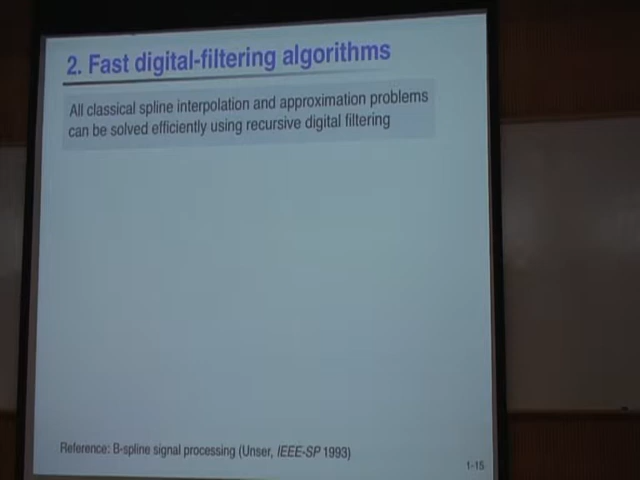 2. Fast digital-filtering algorithms
All classical spline interpolation and approximation problems
can be solved efficiently using recursive digital filtering
Reference: B-spline signal processing (Unser, IEEE-SP 1993)
1-15